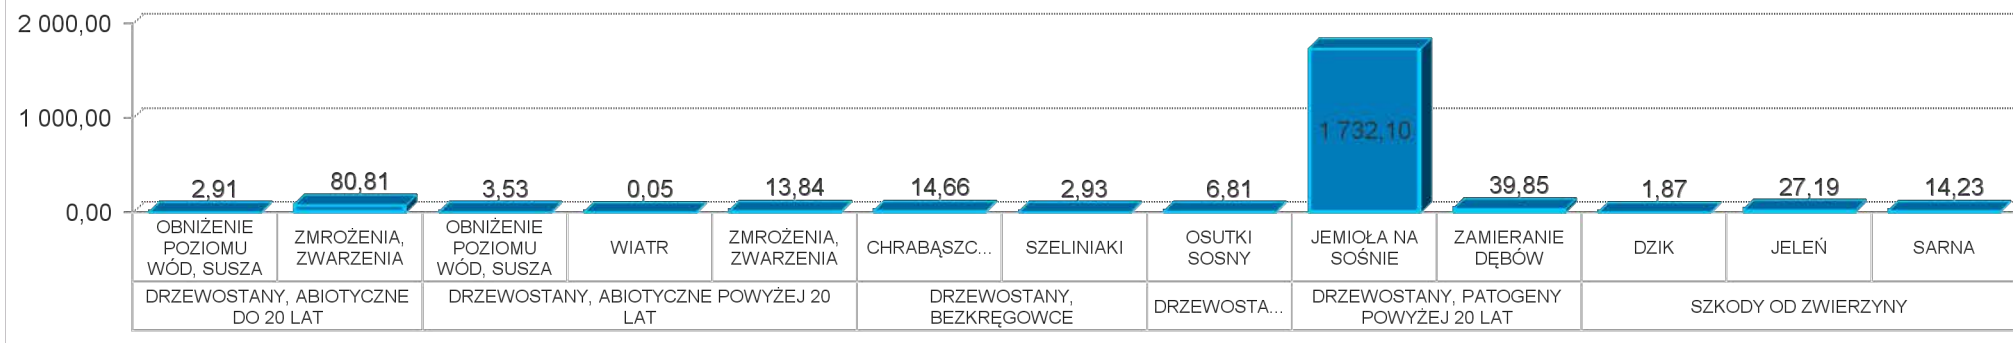 2 000,00
1 000,00
0,00
2,91
80,81
3,53
0,05
13,84
14,66
2,93
6,81
1 732,10
39,85
1,87
27,19
14,23
OBNIŻENIE
POZIOMU
WÓD, SUSZA
ZMROŻENIA,
ZWARZENIA
OBNIŻENIE
POZIOMU
WÓD, SUSZA
WIATR
ZMROŻENIA,
ZWARZENIA
CHRABĄSZC...
SZELINIAKI
OSUTKI
SOSNY
JEMIOŁA NA
SOŚNIE
ZAMIERANIE
DĘBÓW
DZIK
JELEŃ
SARNA
DRZEWOSTANY, ABIOTYCZNE
DO 20 LAT
DRZEWOSTANY, ABIOTYCZNE POWYŻEJ 20
LAT
DRZEWOSTANY,
BEZKRĘGOWCE
DRZEWOSTA...
DRZEWOSTANY, PATOGENY
POWYŻEJ 20 LAT
SZKODY OD ZWIERZYNY